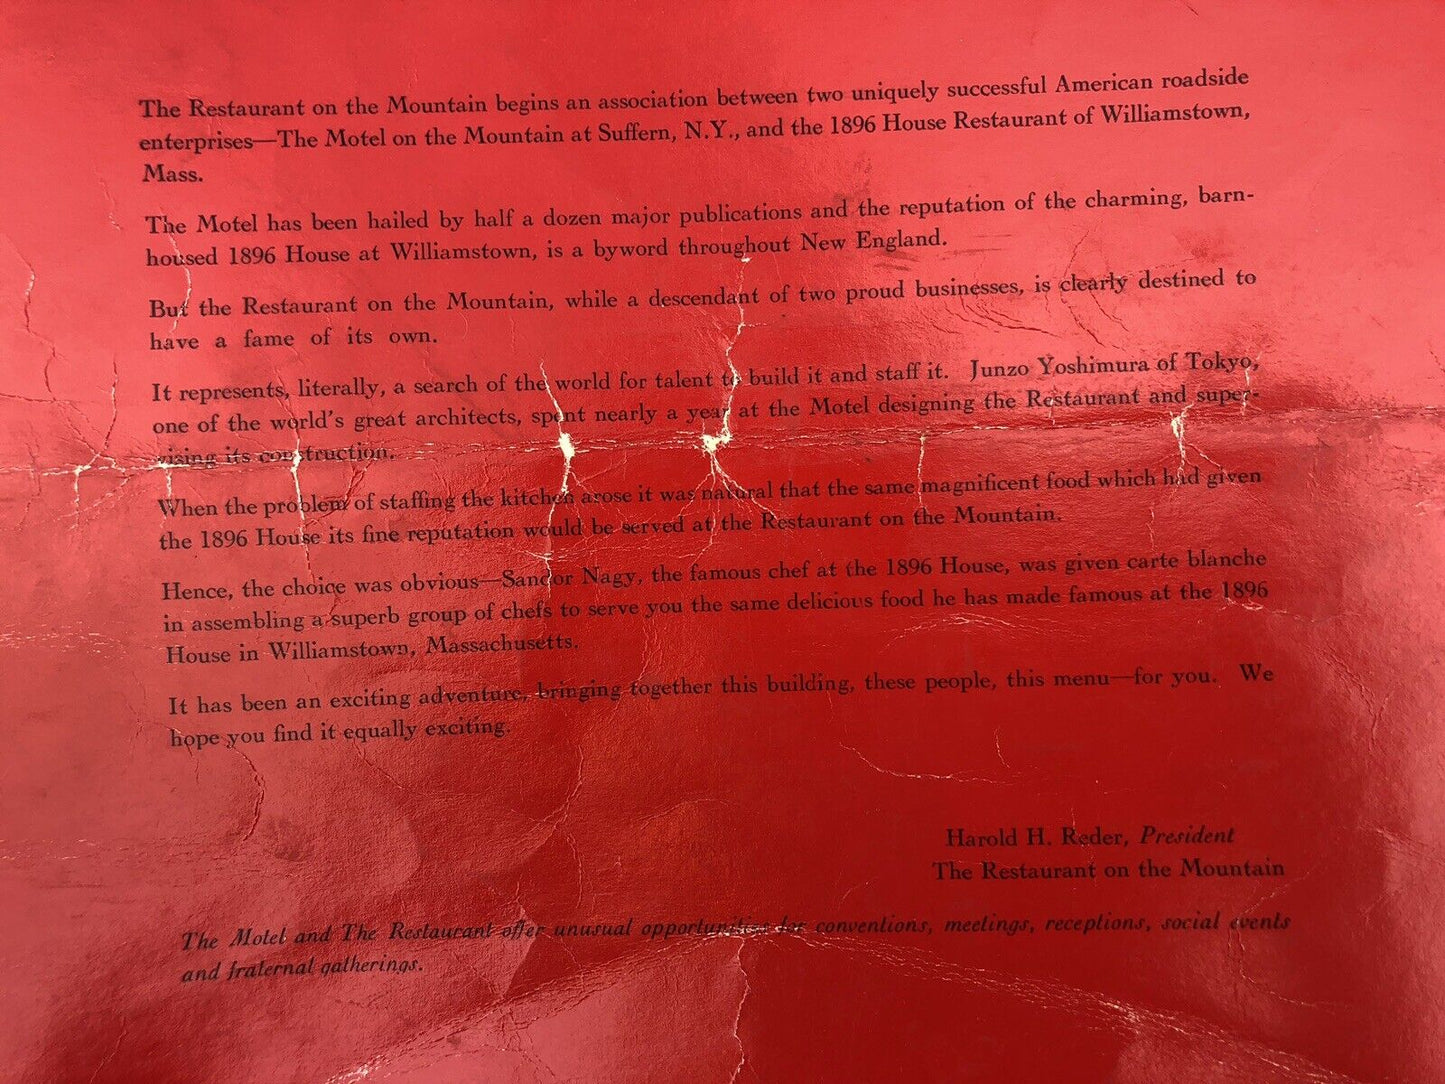 The Restaurant on the Mountain begins an association between two uniquely successful American roadside
enterprises—The Motel on the Mountain at Suffern, N.Y., and the 1896 House Restaurant of Williamstown,
Mass.
The Motel has been hailed by half a dozen major publications and the reputation of the charming, barn-
housed 1896 House at Williamstown, is a byword throughout New England.
But the Restaurant on the Mountain, while a descendant of two proud businesses, is clearly destined to
have a fame of its own.
It represents, literally, a search of the world for talent to build it and staff it. Junzo Yoshimura of Tokyo,
one of the world's great architects, spent nearly a year at the Motel designing the Restaurant and super-
vising its construction.
When the problem of staffing the kitchen arose it was natural that the same magnificent food which had given
the 1896 House its fine reputation would be served at the Restaurant on the Mountain.
Hence, the choice was obvious—Sandor Nagy, the famous chef at the 1896 House, was given carte blanche
in assembling a superb group of chefs to serve you the same delicious food he has made famous at the 1896
House in Williamstown, Massachusetts.
It has been an exciting adventure, bringing together this building, these people, this menu—for you. We
hope you find it equally exciting.
Harold H. Reder, President
The Restaurant on the Mountain
The Motel and The Restaurant offer unusual opportunities for conventions, meetings, receptions, social events
and fraternal gatherings.